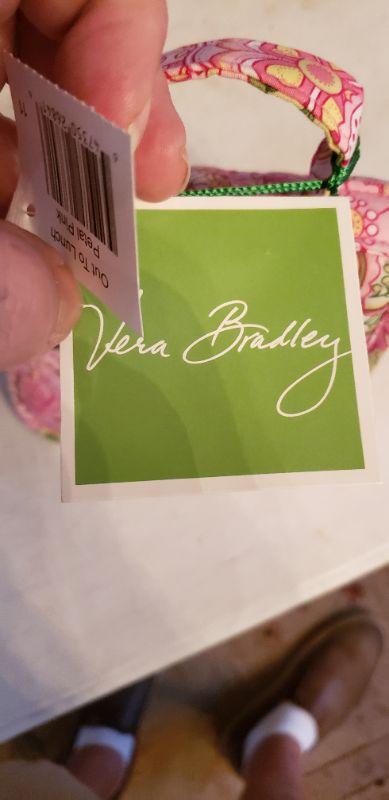 Out To Lunch
Petal Pink
Vera Bradley